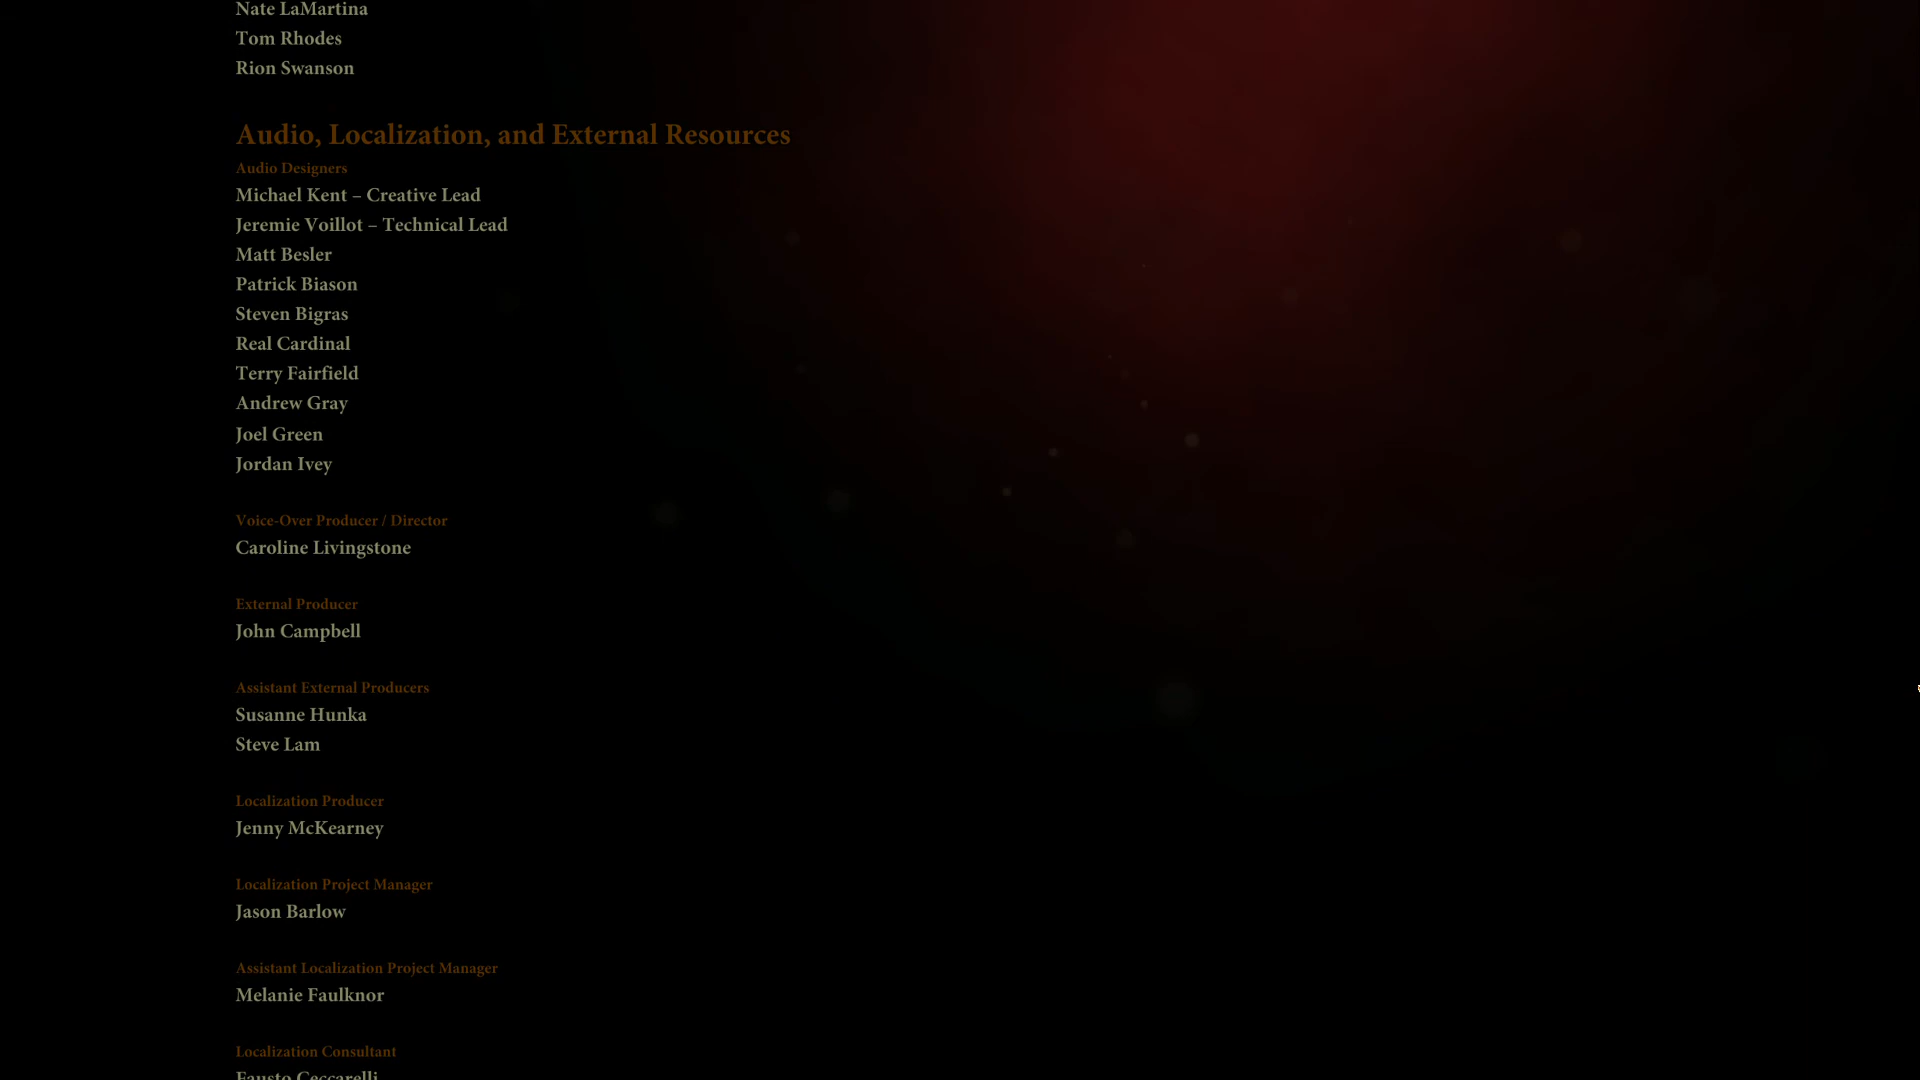 Nate LaMartina
Tom Rhodes
Rion Swanson
Audio, Localization, and External Resources
Audio Designers
Michael Kent – Creative Lead
Jeremie Voillot – Technical Lead
Matt Besler
Patrick Biason
Steven Bigras
Real Cardinal
Terry Fairfield
Andrew Gray
Joel Green
Jordan Ivey
Voice-Over Producer / Director
Caroline Livingstone
External Producer
John Campbell
Assistant External Producers
Susanne Hunka
Steve Lam
Localization Producer
Jenny McKearney
Localization Project Manager
Jason Barlow
Assistant Localization Project Manager
Melanie Faulknor
Localization Consultant
Fausto Ceccarelli